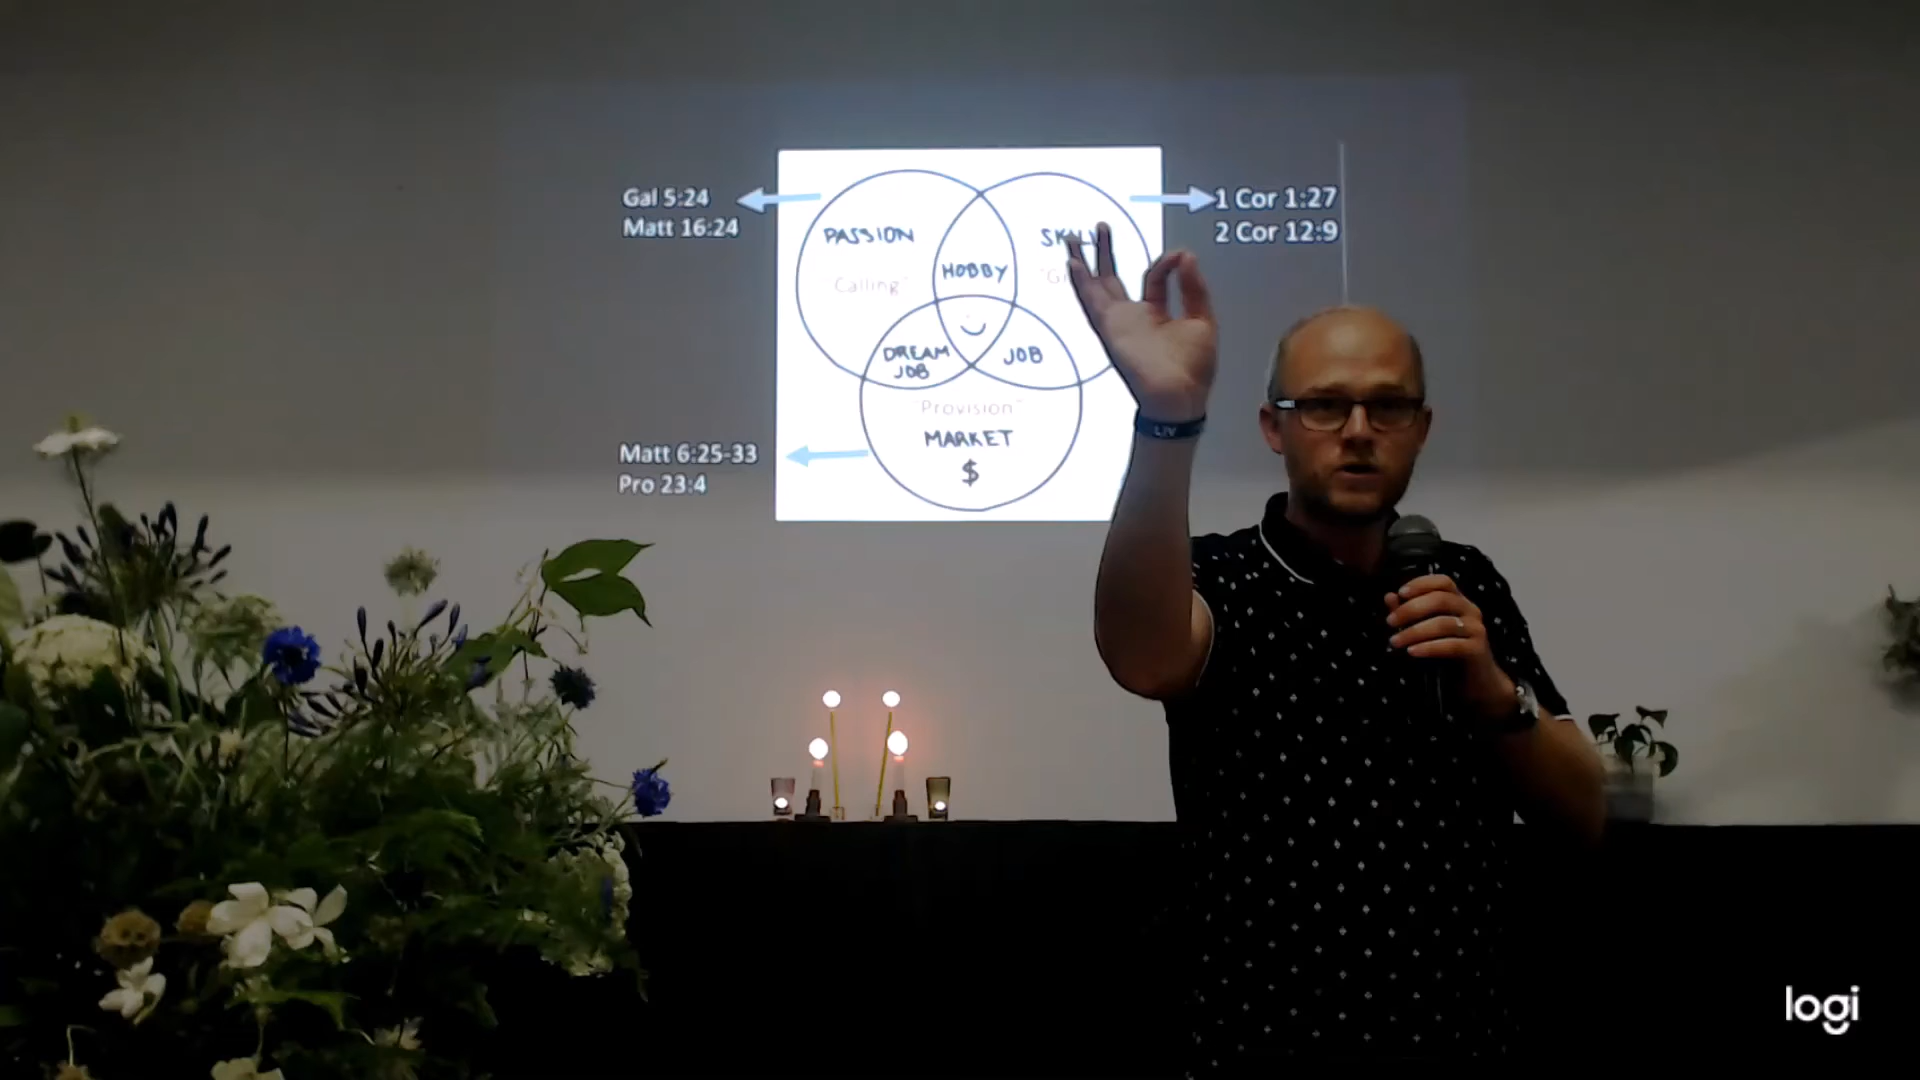 Gal 5:24
Matt 16:24
1 Cor 1:27
2 Cor 12:9
PASSION
"Calling"
HOBBY
DREAM
JOB
JOB
"Provision"
MARKET
$
Matt 6:25-33
Pro 23:4
LIV
logi